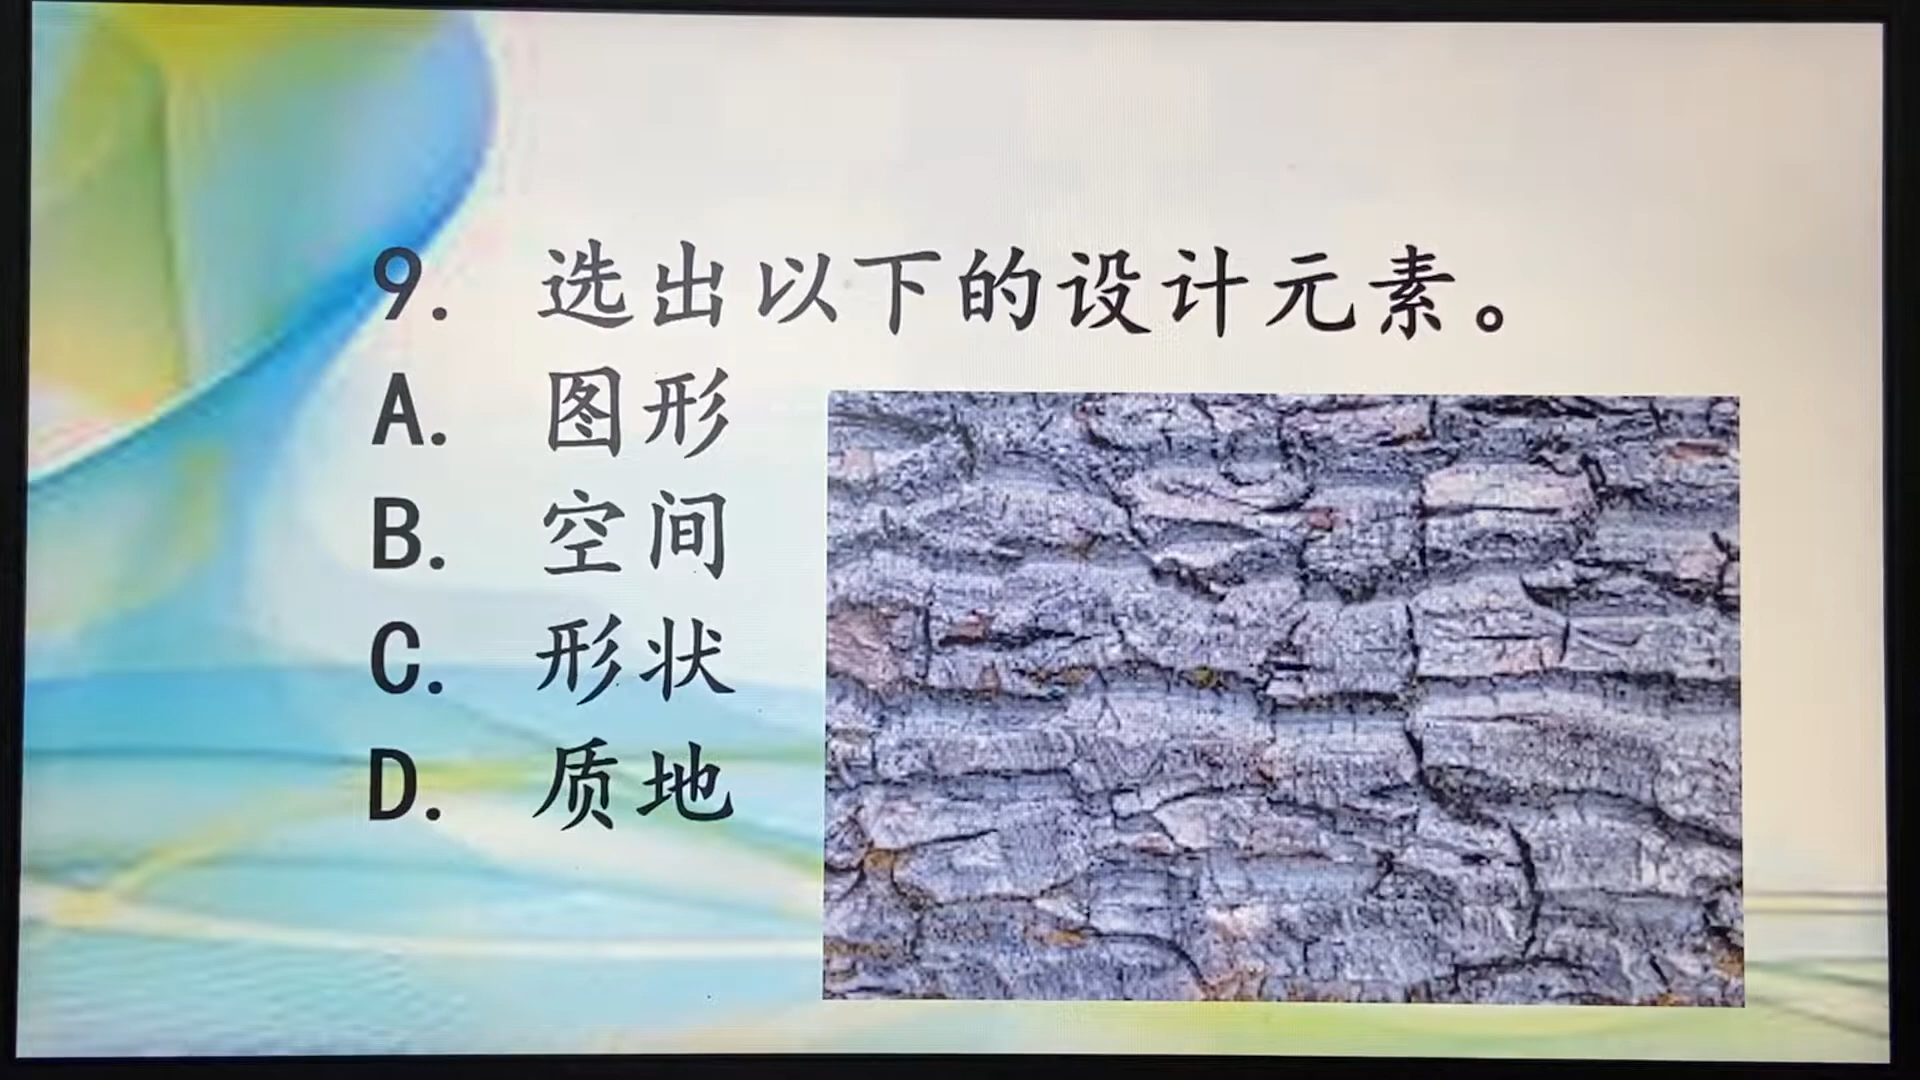 9. 选出以下的设计元素。
A. 图形
B. 空间
C. 形状
D. 质地